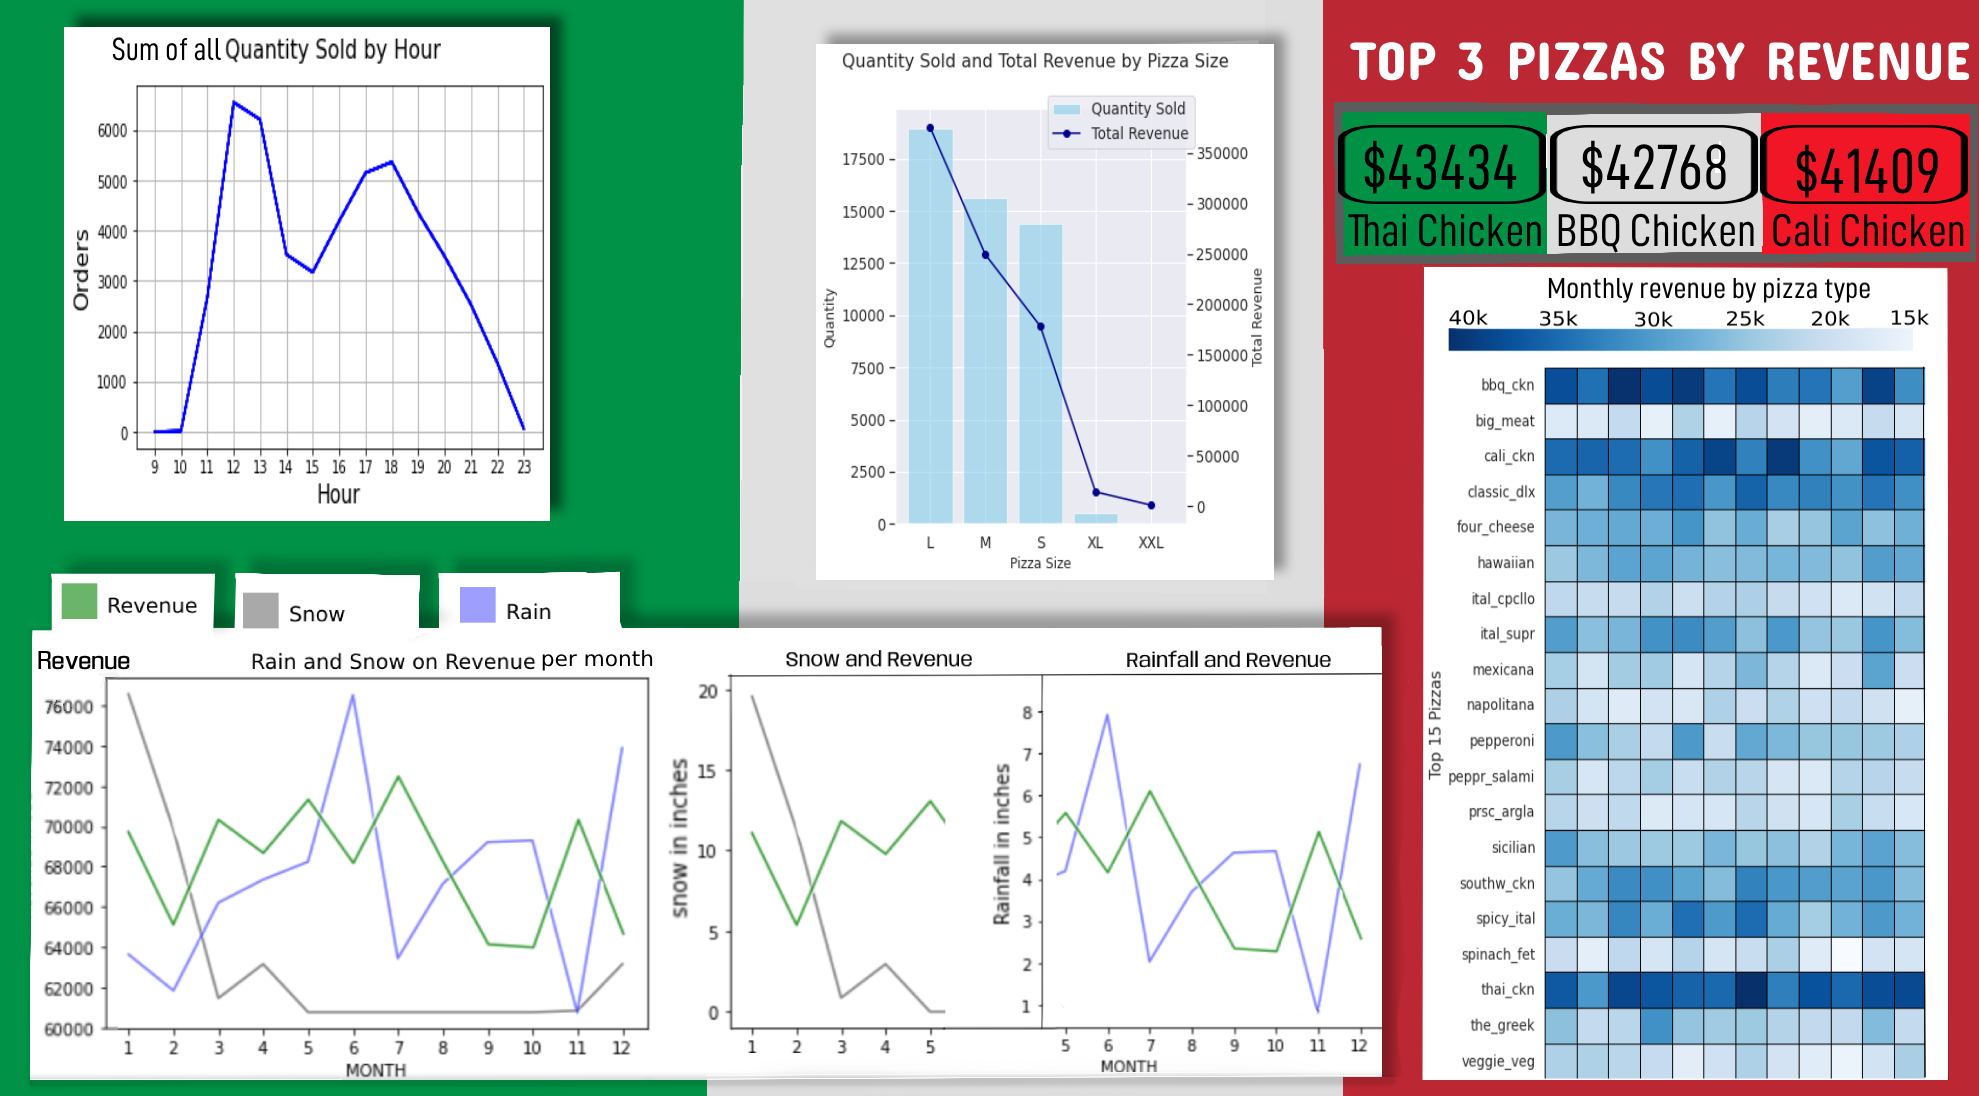 Sum of all Quantity Sold by Hour
6000
5000
4000
3000
2000
1000
0
Orders
9 10 11 12 13 14 15 16 17 18 19 20 21 22 23
Hour
Quantity Sold and Total Revenue by Pizza Size
Quantity Sold
Total Revenue
17500
15000
12500
10000
7500
5000
2500
0
Quantity
350000
300000
250000
200000
150000
100000
50000
0
Total Revenue
L M S XL XXL
Pizza Size
TOP 3 PIZZAS BY REVENUE
$43434 $42768 $41409
Thai Chicken BBQ Chicken Cali Chicken
Monthly revenue by pizza type
40k 35k 30k 25k 20k 15k
Top 15 Pizzas
bbq_ckn
big_meat
cali_ckn
classic_dlx
four_cheese
hawaiian
ital_cpcllo
ital_supr
mexicana
napolitana
pepperoni
peppr_salami
prsc_argla
sicilian
southw_ckn
spicy_ital
spinach_fet
thai_ckn
the_greek
veggie_veg
Revenue Snow Rain
Revenue
Rain and Snow on Revenue per month
76000
74000
72000
70000
68000
66000
64000
62000
60000
1 2 3 4 5 6 7 8 9 10 11 12
MONTH
Snow and Revenue
20
15
10
5
0
snow in inches
1 2 3 4 5
Rainfall and Revenue
8
7
6
5
4
3
2
1
Rainfall in inches
5 6 7 8 9 10 11 12
MONTH